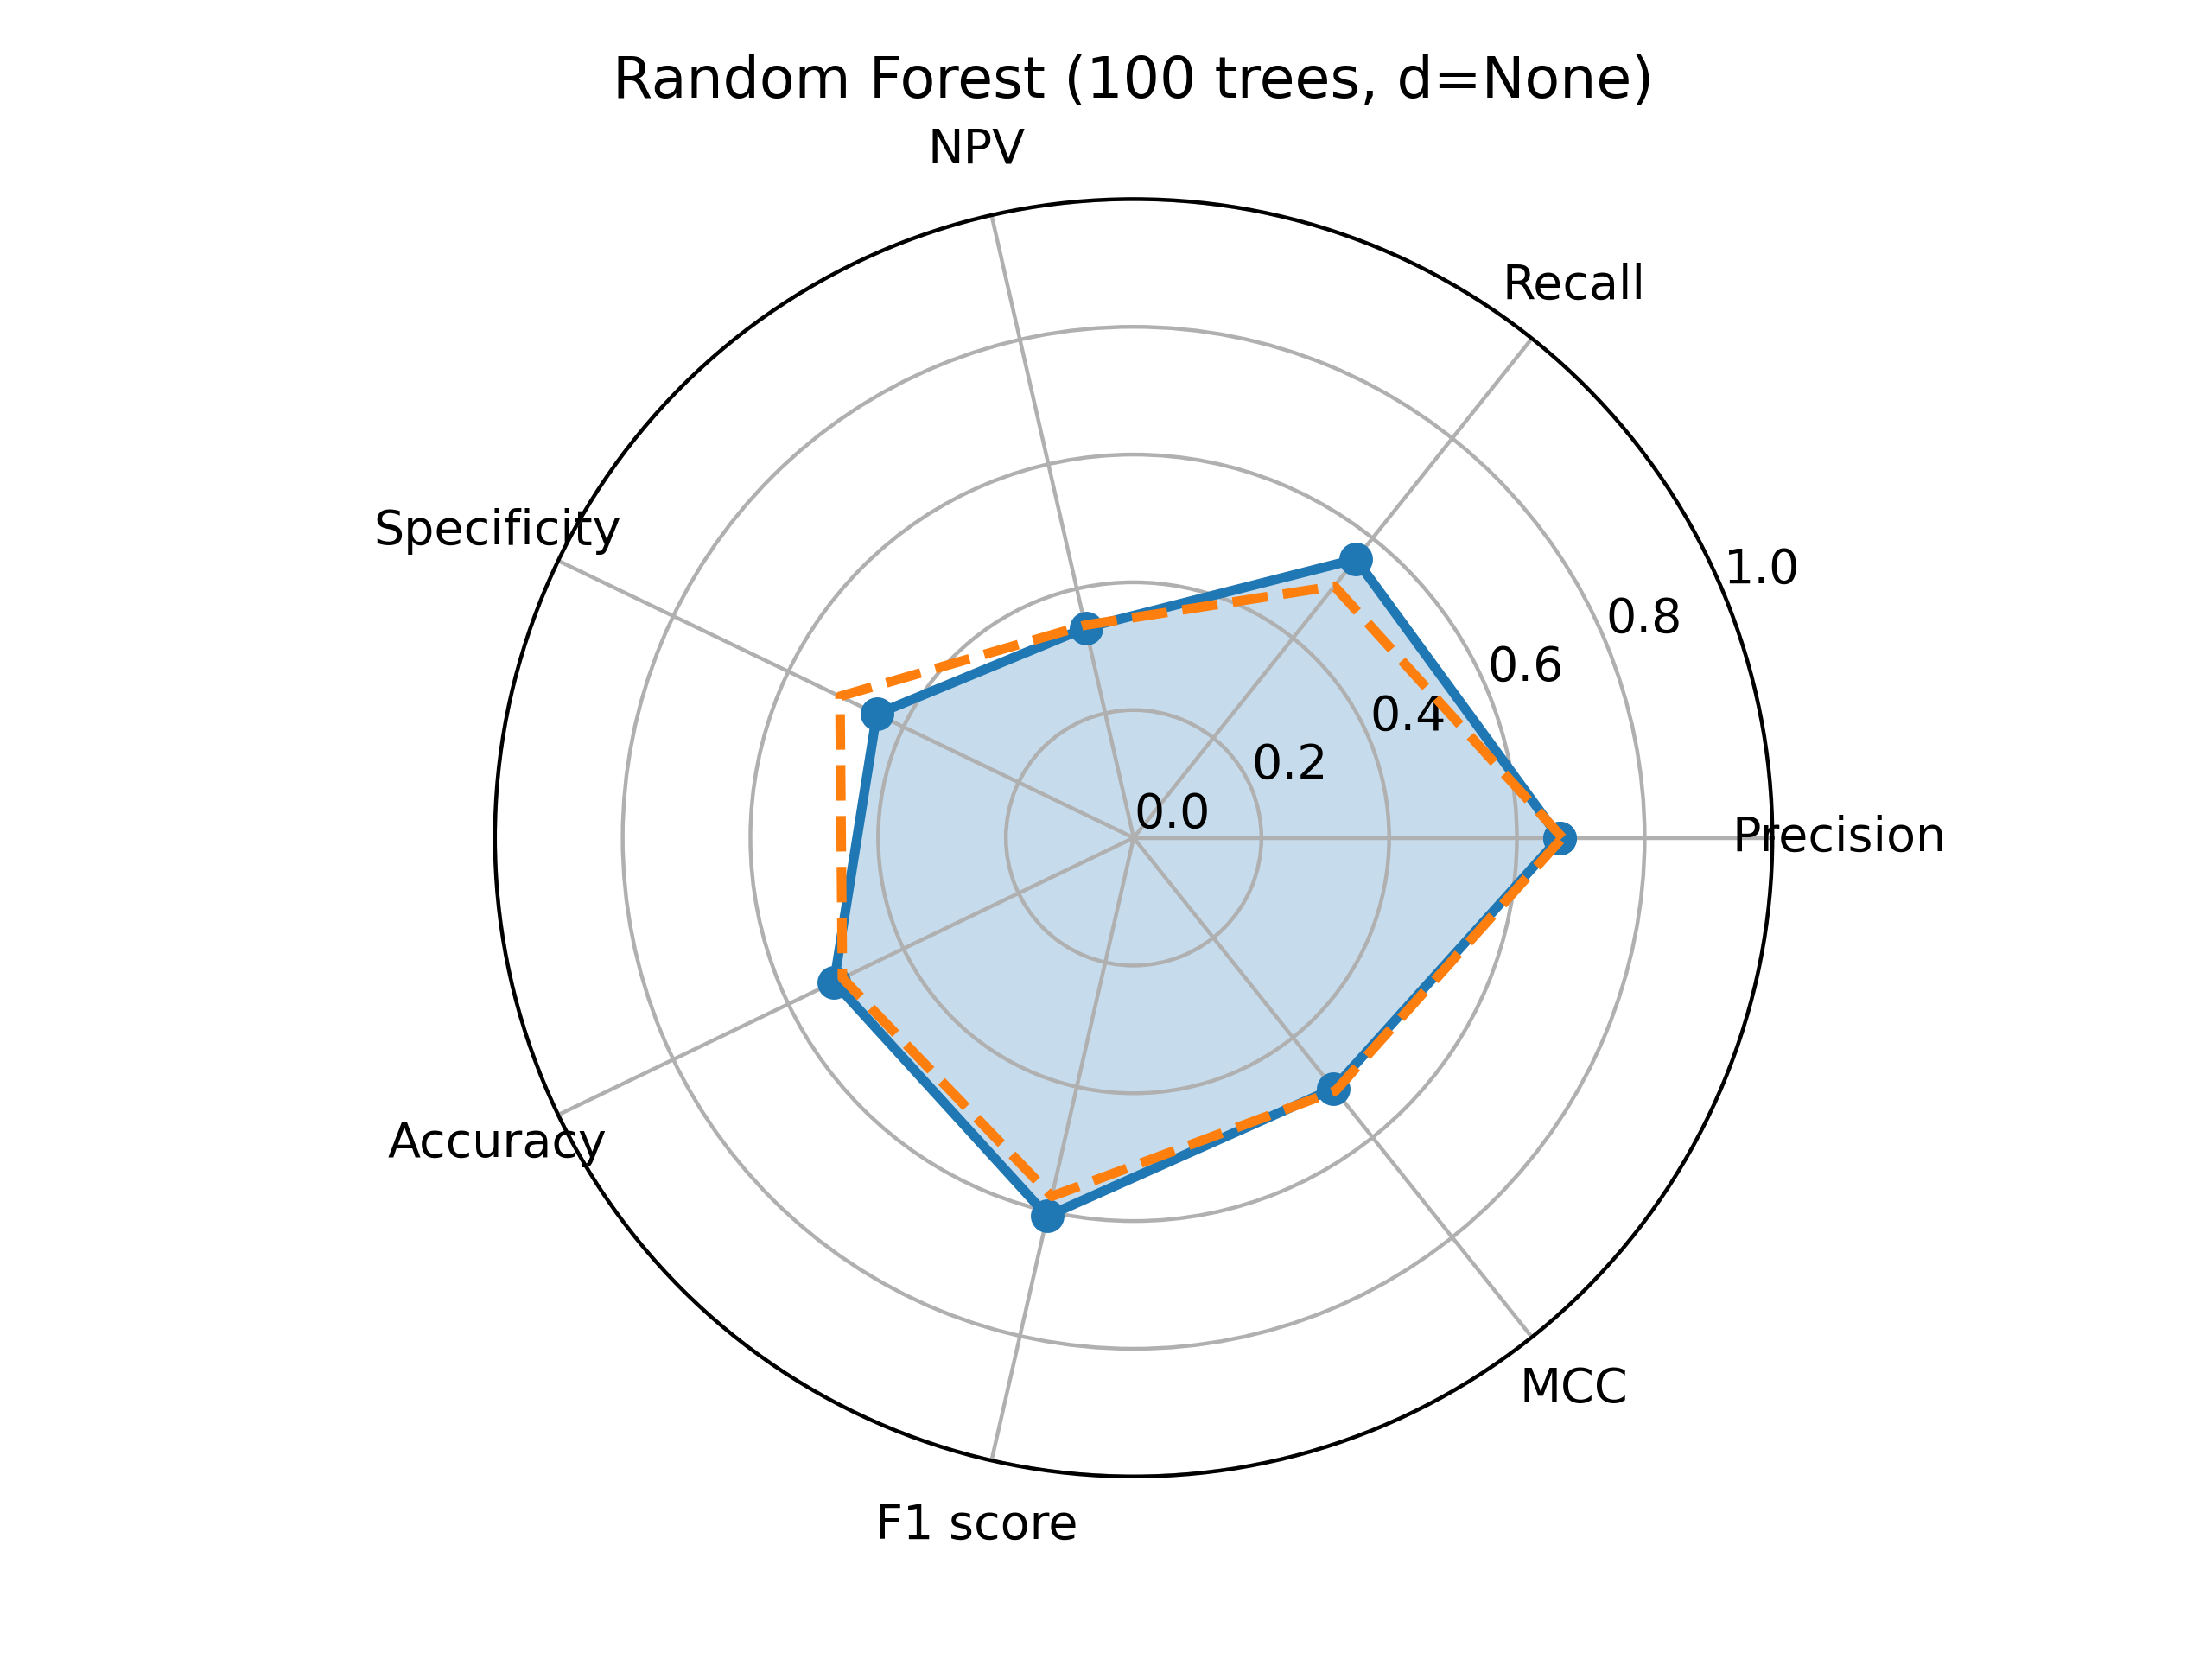 Random Forest (100 trees, d=None)
NPV
Recall
Specificity
1.0
0.8
0.6
0.4
0.2
0.0
Precision
Accuracy
MCC
F1 score